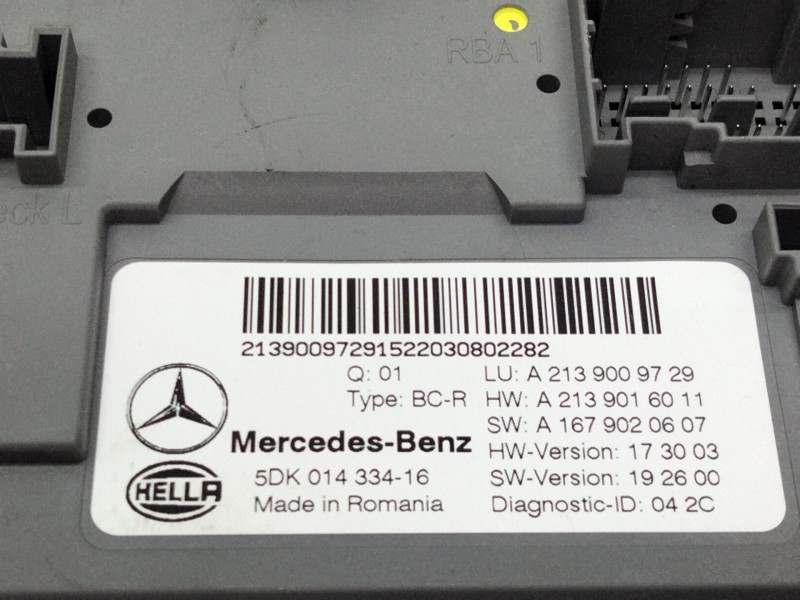 RBA 1
eck L
21390097291522030802282
Q: 01 LU: A 213 900 97 29
Type: BC-R HW: A 213 901 60 11
SW: A 167 902 06 07
Mercedes-Benz HW-Version: 17 30 03
HELLA 5DK 014 334-16 SW-Version: 19 26 00
Made in Romania Diagnostic-ID: 04 2C